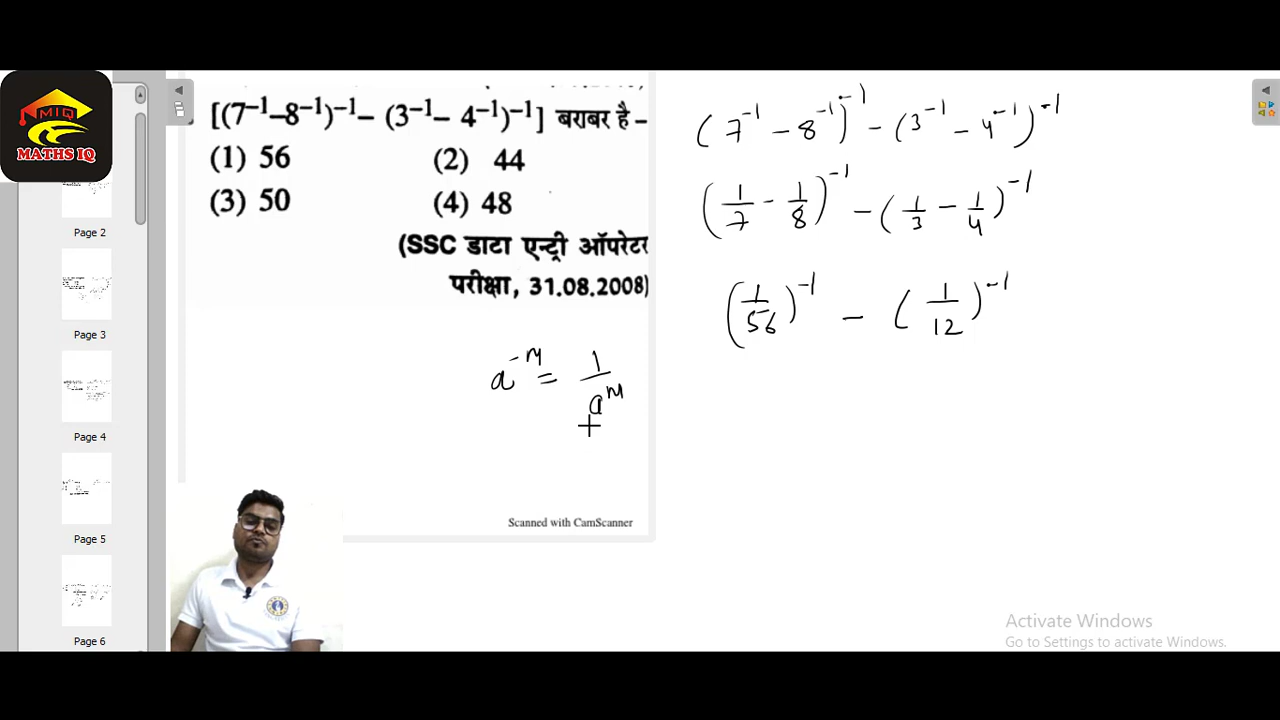 MIQ
MATHS IQ
Page 2
Page 3
Page 4
Page 5
Page 6
[(7⁻¹–8⁻¹)⁻¹– (3⁻¹– 4⁻¹)⁻¹] बराबर है –
(1) 56 (2) 44
(3) 50 (4) 48
(SSC डाटा एन्ट्री ऑपरेटर
परीक्षा, 31.08.2008)
a⁻ᵐ = 1/aᵐ
Scanned with CamScanner
(7⁻¹ – 8⁻¹)⁻¹ – (3⁻¹ – 4⁻¹)⁻¹
(1/7 – 1/8)⁻¹ – (1/3 – 1/4)⁻¹
(1/56)⁻¹ – (1/12)⁻¹
Activate Windows
Go to Settings to activate Windows.